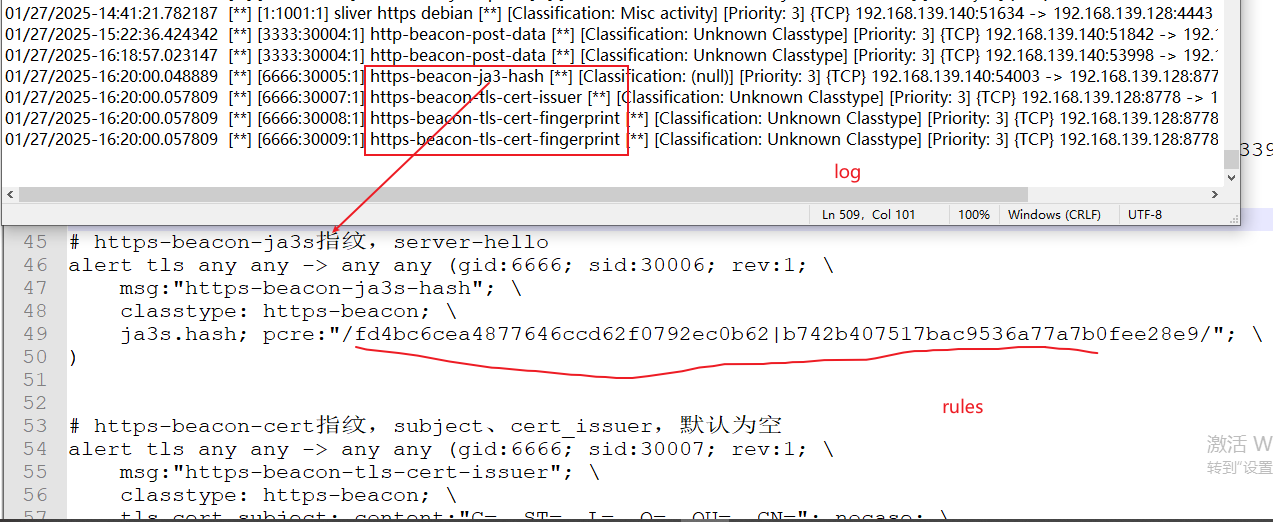 01/27/2025-14:41:21.782187 [**] [1:1001:1] sliver https debian [**] [Classification: Misc activity] [Priority: 3] {TCP} 192.168.139.140:51634 -> 192.168.139.128:4443
01/27/2025-15:22:36.424342 [**] [3333:30004:1] http-beacon-post-data [**] [Classification: Unknown Classtype] [Priority: 3] {TCP} 192.168.139.140:51842 -> 192.
01/27/2025-16:18:57.023147 [**] [3333:30004:1] http-beacon-post-data [**] [Classification: Unknown Classtype] [Priority: 3] {TCP} 192.168.139.140:53998 -> 192.
01/27/2025-16:20:00.048889 [**] [6666:30005:1] https-beacon-ja3-hash [**] [Classification: (null)] [Priority: 3] {TCP} 192.168.139.140:54003 -> 192.168.139.128:877
01/27/2025-16:20:00.057809 [**] [6666:30007:1] https-beacon-tls-cert-issuer [**] [Classification: Unknown Classtype] [Priority: 3] {TCP} 192.168.139.128:8778 -> 1
01/27/2025-16:20:00.057809 [**] [6666:30008:1] https-beacon-tls-cert-fingerprint [**] [Classification: Unknown Classtype] [Priority: 3] {TCP} 192.168.139.128:8778
01/27/2025-16:20:00.057809 [**] [6666:30009:1] https-beacon-tls-cert-fingerprint [**] [Classification: Unknown Classtype] [Priority: 3] {TCP} 192.168.139.128:8778
339
log
Ln 509, Col 101 100% Windows (CRLF) UTF-8
45 # https-beacon-ja3s指纹，server-hello
46 alert tls any any -> any any (gid:6666; sid:30006; rev:1; \
47 msg:"https-beacon-ja3s-hash"; \
48 classtype: https-beacon; \
49 ja3s.hash; pcre:"/fd4bc6cea4877646ccd62f0792ec0b62|b742b407517bac9536a77a7b0fee28e9/"; \
50 )
51
52
rules
53 # https-beacon-cert指纹，subject、cert_issuer，默认为空
54 alert tls any any -> any any (gid:6666; sid:30007; rev:1; \
55 msg:"https-beacon-tls-cert-issuer"; \
56 classtype: https-beacon; \
57 tls.cert_subject; content:"C=, ST=, L=, O=, OU=, CN="; nocase; \
激活 W
转到"设置